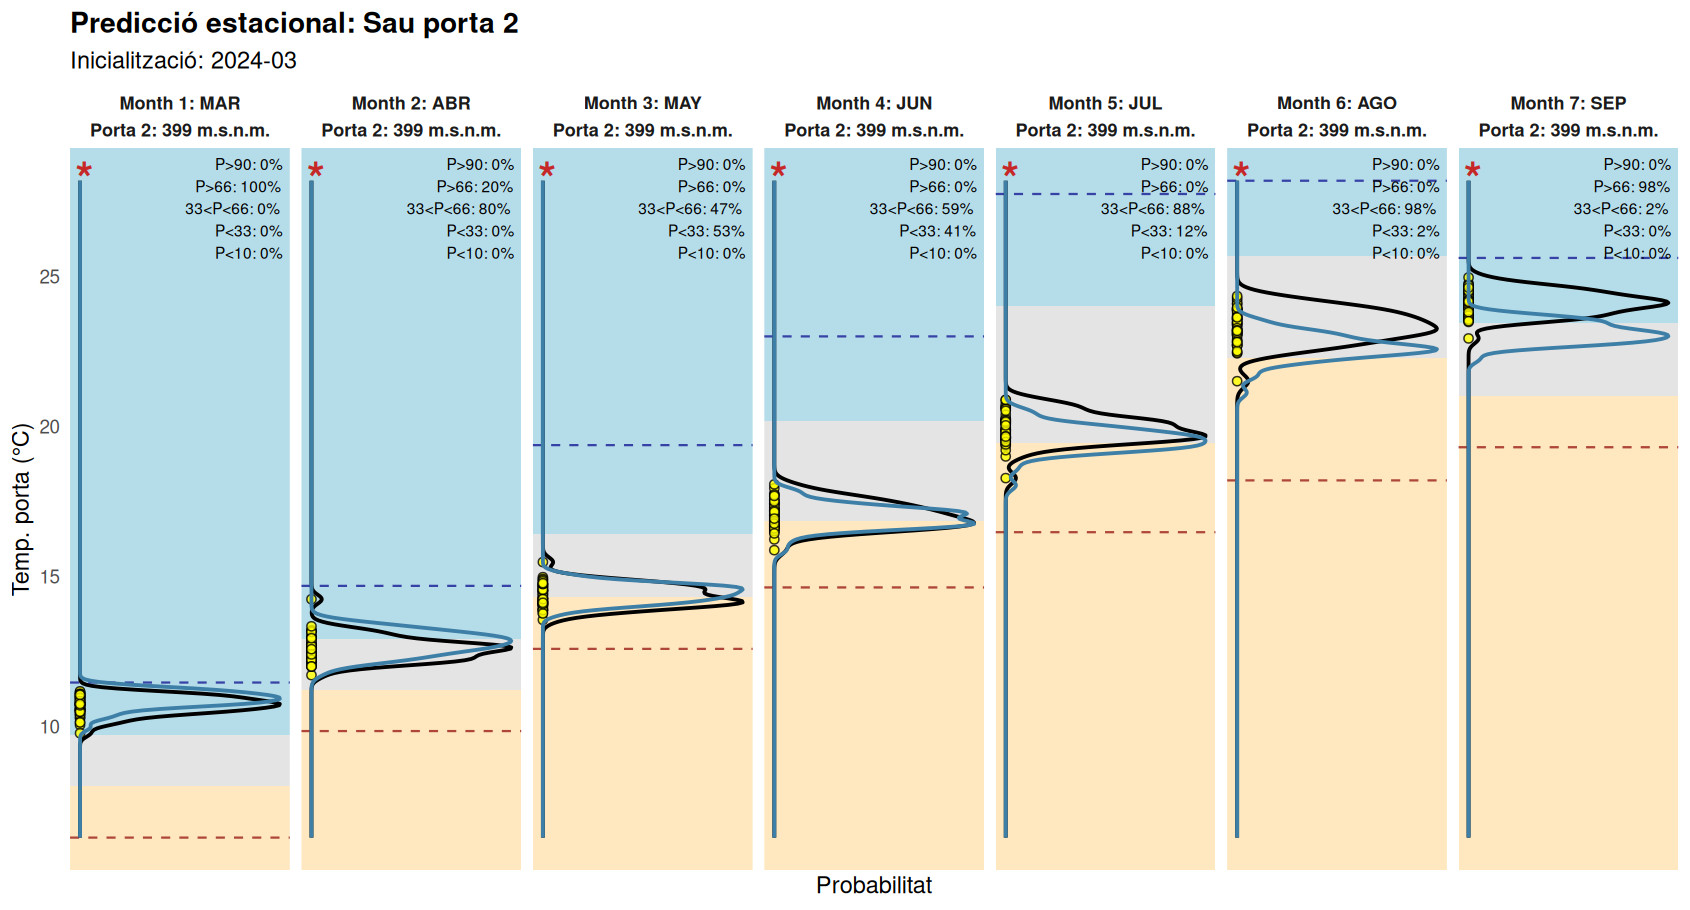 Predicció estacional: Sau porta 2
Inicialització: 2024-03
Month 1: MAR
Porta 2: 399 m.s.n.m.
Month 2: ABR
Porta 2: 399 m.s.n.m.
Month 3: MAY
Porta 2: 399 m.s.n.m.
Month 4: JUN
Porta 2: 399 m.s.n.m.
Month 5: JUL
Porta 2: 399 m.s.n.m.
Month 6: AGO
Porta 2: 399 m.s.n.m.
Month 7: SEP
Porta 2: 399 m.s.n.m.
*
P>90: 0%
P>66: 100%
33<P<66: 0%
P<33: 0%
P<10: 0%
*
P>90: 0%
P>66: 20%
33<P<66: 80%
P<33: 0%
P<10: 0%
*
P>90: 0%
P>66: 0%
33<P<66: 47%
P<33: 53%
P<10: 0%
*
P>90: 0%
P>66: 0%
33<P<66: 59%
P<33: 41%
P<10: 0%
*
P>90: 0%
P>66: 0%
33<P<66: 88%
P<33: 12%
P<10: 0%
*
P>90: 0%
P>66: 0%
33<P<66: 98%
P<33: 2%
P<10: 0%
*
P>90: 0%
P>66: 98%
33<P<66: 2%
P<33: 0%
P<10: 0%
25
20
15
10
Temp. porta (°C)
Probabilitat